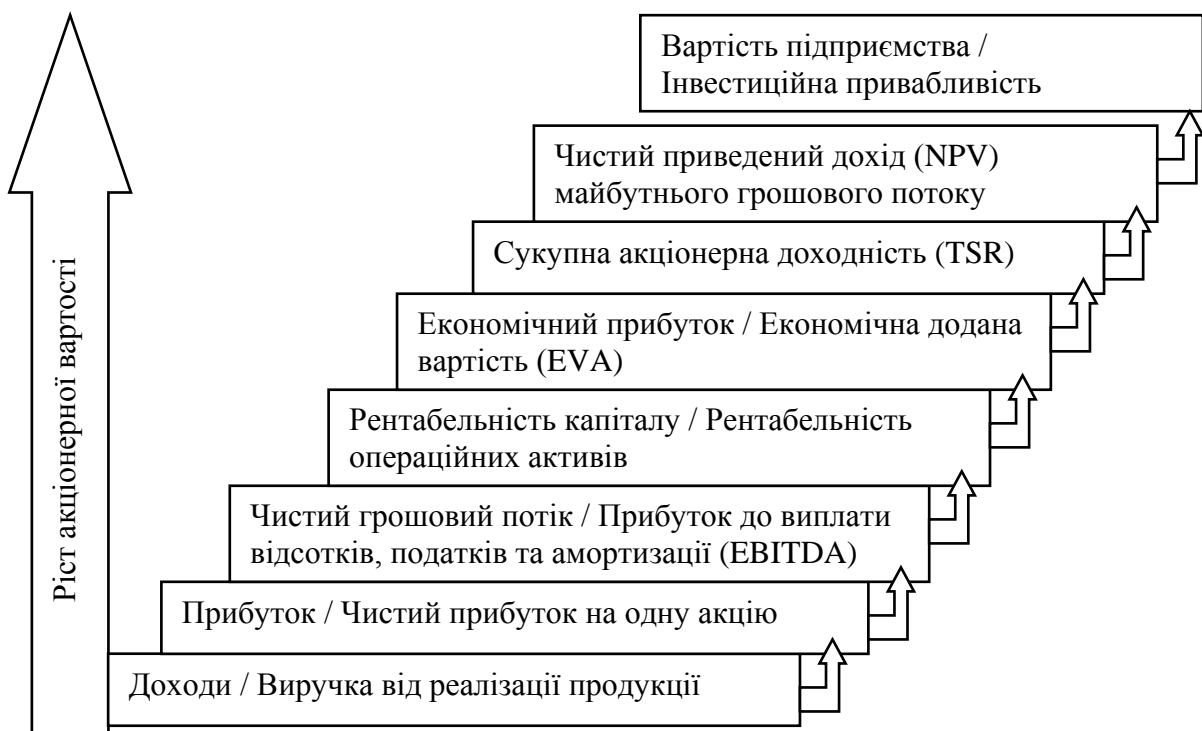 Вартість підприємства /
Інвестиційна привабливість
Чистий приведений дохід (NPV)
майбутнього грошового потоку
Сукупна акціонерна доходність (TSR)
Економічний прибуток / Економічна додана
вартість (EVA)
Рентабельність капіталу / Рентабельність
операційних активів
Чистий грошовий потік / Прибуток до виплати
відсотків, податків та амортизації (EBITDA)
Прибуток / Чистий прибуток на одну акцію
Доходи / Виручка від реалізації продукції
Ріст акціонерної вартості